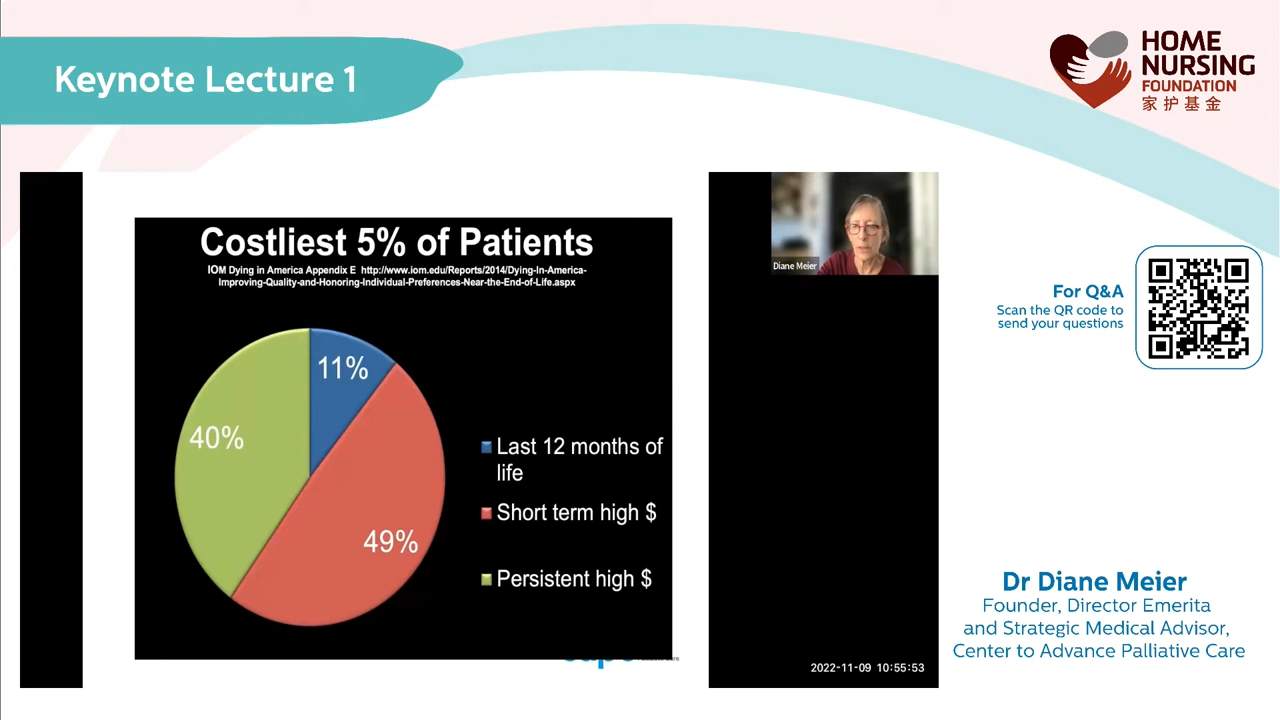 Keynote Lecture 1
HOME
NURSING
FOUNDATION
家护基金
Costliest 5% of Patients
IOM Dying in America Appendix E http://www.iom.edu/Reports/2014/Dying-In-America-
Improving-Quality-and-Honoring-Individual-Preferences-Near-the-End-of-Life.aspx
11%
40%
49%
Last 12 months of
life
Short term high $
Persistent high $
Diane Meier
For Q&A
Scan the QR code to
send your questions
Dr Diane Meier
Founder, Director Emerita
and Strategic Medical Advisor,
Center to Advance Palliative Care
2022-11-09 10:55:53